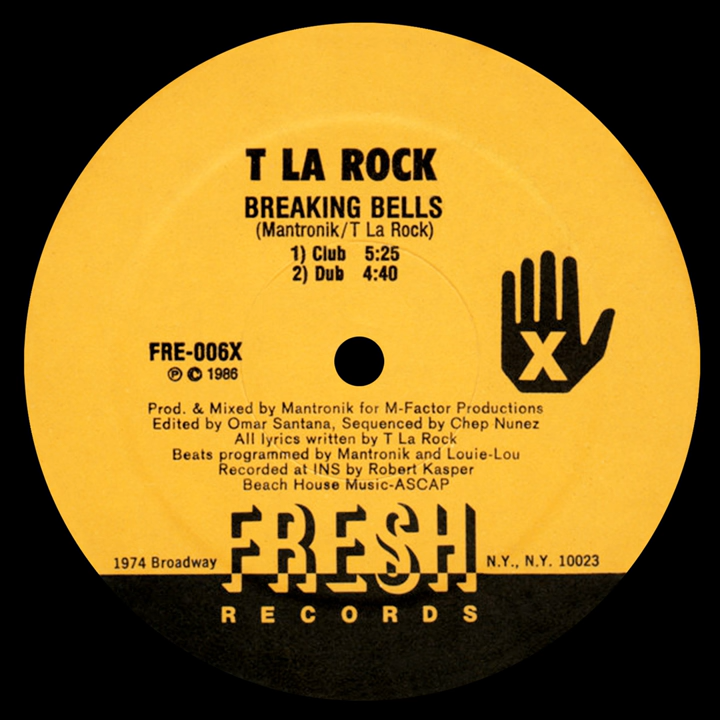 T LA ROCK
BREAKING BELLS
(Mantronik/T La Rock)
1) Club 5:25
2) Dub 4:40
X
FRE-006X
Ⓟ © 1986
Prod. & Mixed by Mantronik for M-Factor Productions
Edited by Omar Santana, Sequenced by Chep Nunez
All lyrics written by T La Rock
Beats programmed by Mantronik and Louie-Lou
Recorded at INS by Robert Kasper
Beach House Music-ASCAP
1974 Broadway FRESH N.Y., N.Y. 10023
RECORDS